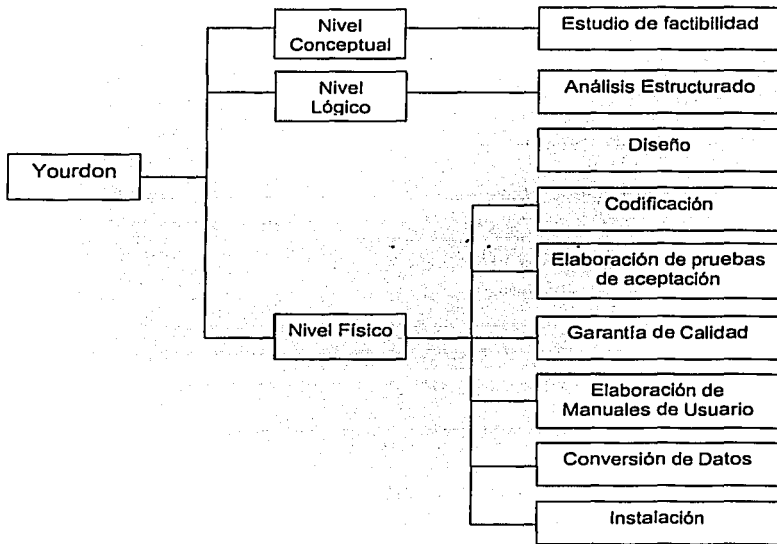 Nivel
Conceptual
Estudio de factibilidad
Nivel
Lógico
Análisis Estructurado
Diseño
Yourdon
Codificación
Elaboración de pruebas
de aceptación
Nivel Físico
Garantía de Calidad
Elaboración de
Manuales de Usuario
Conversión de Datos
Instalación